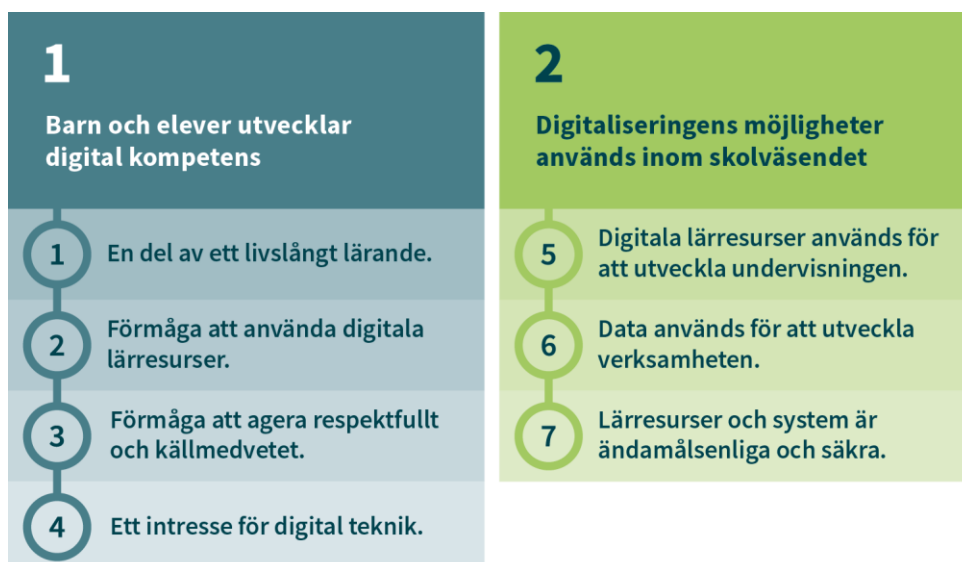 1
Barn och elever utvecklar
digital kompetens
1
En del av ett livslångt lärande.
2
Förmåga att använda digitala
lärresurser.
3
Förmåga att agera respektfullt
och källmedvetet.
4
Ett intresse för digital teknik.
2
Digitaliseringens möjligheter
används inom skolväsendet
5
Digitala lärresurser används för
att utveckla undervisningen.
6
Data används för att utveckla
verksamheten.
7
Lärresurser och system är
ändamålsenliga och säkra.